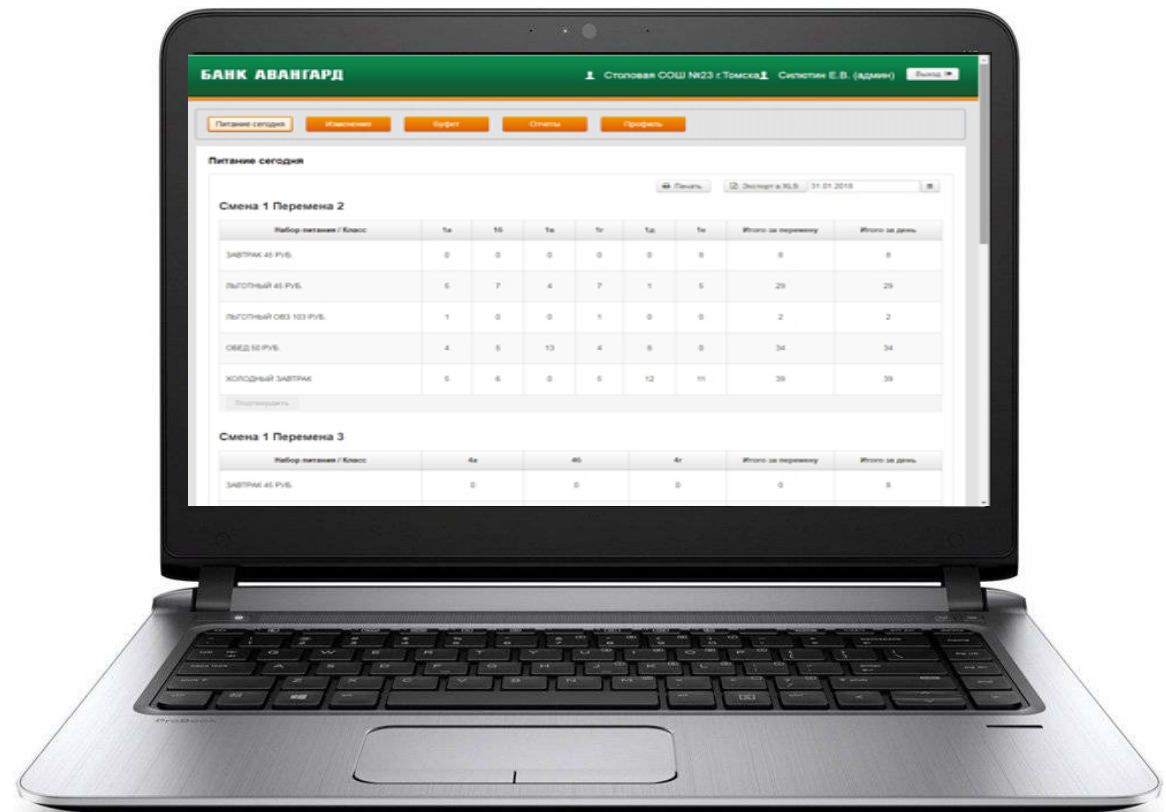 БАНК АВАНГАРД
Столовая СОШ №23 г.Томска Силютин Е.В. (админ) Выход
Питание сегодня Изменения Буфет Отчеты Профиль
Питание сегодня
Печать Экспорт в XLS 31.01.2018
Смена 1 Перемена 2
Набор питания / Класс 1а 1б 1в 1г 1д 1е Итого за перемену Итого за день
ЗАВТРАК 45 РУБ. 0 0 0 0 0 8 8 8
ЛЬГОТНЫЙ 45 РУБ. 5 7 4 7 1 5 29 29
ЛЬГОТНЫЙ ОВЗ 103 РУБ. 1 0 0 1 0 0 2 2
ОБЕД 50 РУБ. 4 5 13 4 8 0 34 34
ХОЛОДНЫЙ ЗАВТРАК 5 6 0 5 12 11 39 39
Подтвердить
Смена 1 Перемена 3
Набор питания / Класс 4а 4б 4г Итого за перемену Итого за день
ЗАВТРАК 45 РУБ. 0 0 0 0 8
ProBook